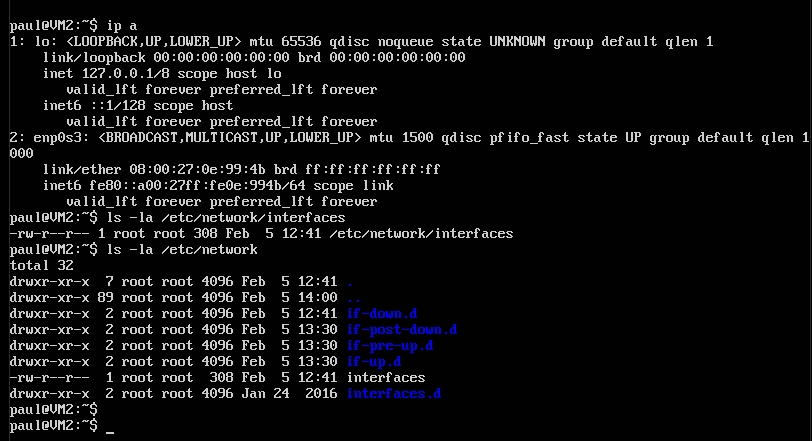 paul@VM2:~$ ip a
1: lo: <LOOPBACK,UP,LOWER_UP> mtu 65536 qdisc noqueue state UNKNOWN group default qlen 1
    link/loopback 00:00:00:00:00:00 brd 00:00:00:00:00:00
    inet 127.0.0.1/8 scope host lo
       valid_lft forever preferred_lft forever
    inet6 ::1/128 scope host
       valid_lft forever preferred_lft forever
2: enp0s3: <BROADCAST,MULTICAST,UP,LOWER_UP> mtu 1500 qdisc pfifo_fast state UP group default qlen 1
000
    link/ether 08:00:27:0e:99:4b brd ff:ff:ff:ff:ff:ff
    inet6 fe80::a00:27ff:fe0e:994b/64 scope link
       valid_lft forever preferred_lft forever
paul@VM2:~$ ls -la /etc/network/interfaces
-rw-r--r-- 1 root root 308 Feb  5 12:41 /etc/network/interfaces
paul@VM2:~$ ls -la /etc/network
total 32
drwxr-xr-x  7 root root 4096 Feb  5 12:41 .
drwxr-xr-x 89 root root 4096 Feb  5 14:00 ..
drwxr-xr-x  2 root root 4096 Feb  5 12:41 if-down.d
drwxr-xr-x  2 root root 4096 Feb  5 13:30 if-post-down.d
drwxr-xr-x  2 root root 4096 Feb  5 13:30 if-pre-up.d
drwxr-xr-x  2 root root 4096 Feb  5 13:30 if-up.d
-rw-r--r--  1 root root  308 Feb  5 12:41 interfaces
drwxr-xr-x  2 root root 4096 Jan 24  2016 interfaces.d
paul@VM2:~$
paul@VM2:~$ _